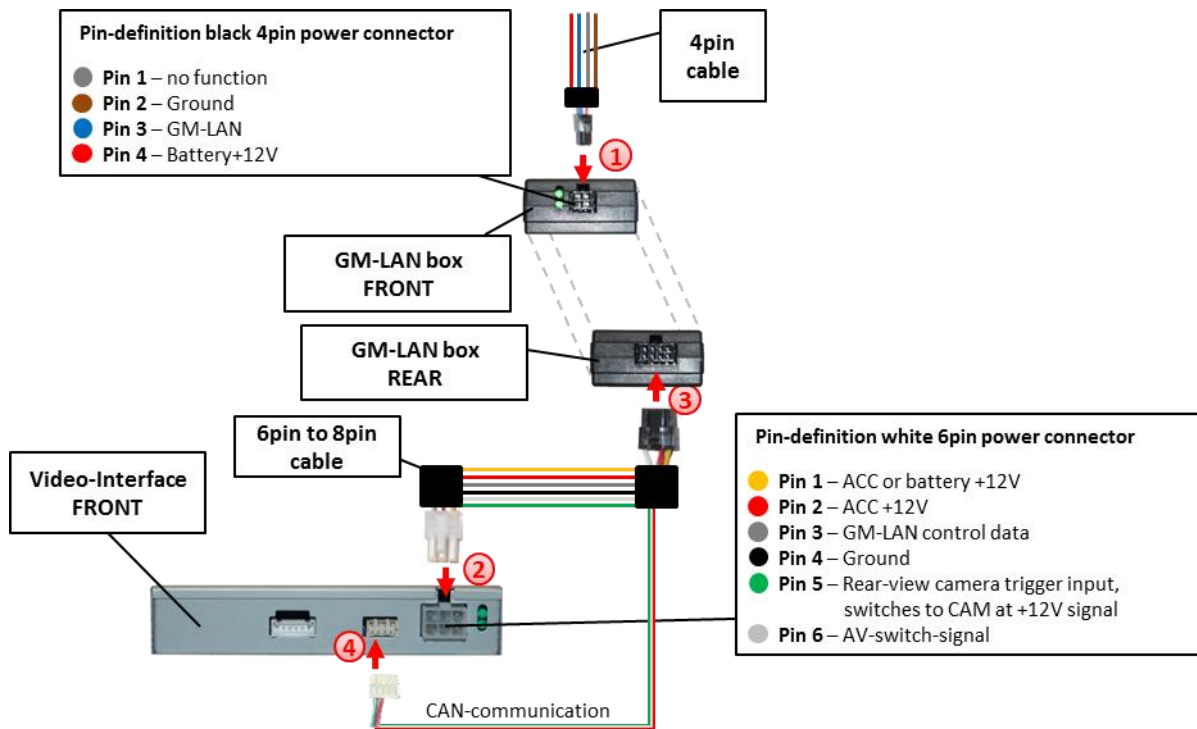 Pin-definition black 4pin power connector
Pin 1 – no function
Pin 2 – Ground
Pin 3 – GM-LAN
Pin 4 – Battery+12V
4pin
cable
1
GM-LAN box
FRONT
GM-LAN box
REAR
3
6pin to 8pin
cable
Video-Interface
FRONT
Pin-definition white 6pin power connector
Pin 1 – ACC or battery +12V
Pin 2 – ACC +12V
Pin 3 – GM-LAN control data
Pin 4 – Ground
Pin 5 – Rear-view camera trigger input,
switches to CAM at +12V signal
Pin 6 – AV-switch-signal
2
4
CAN-communication